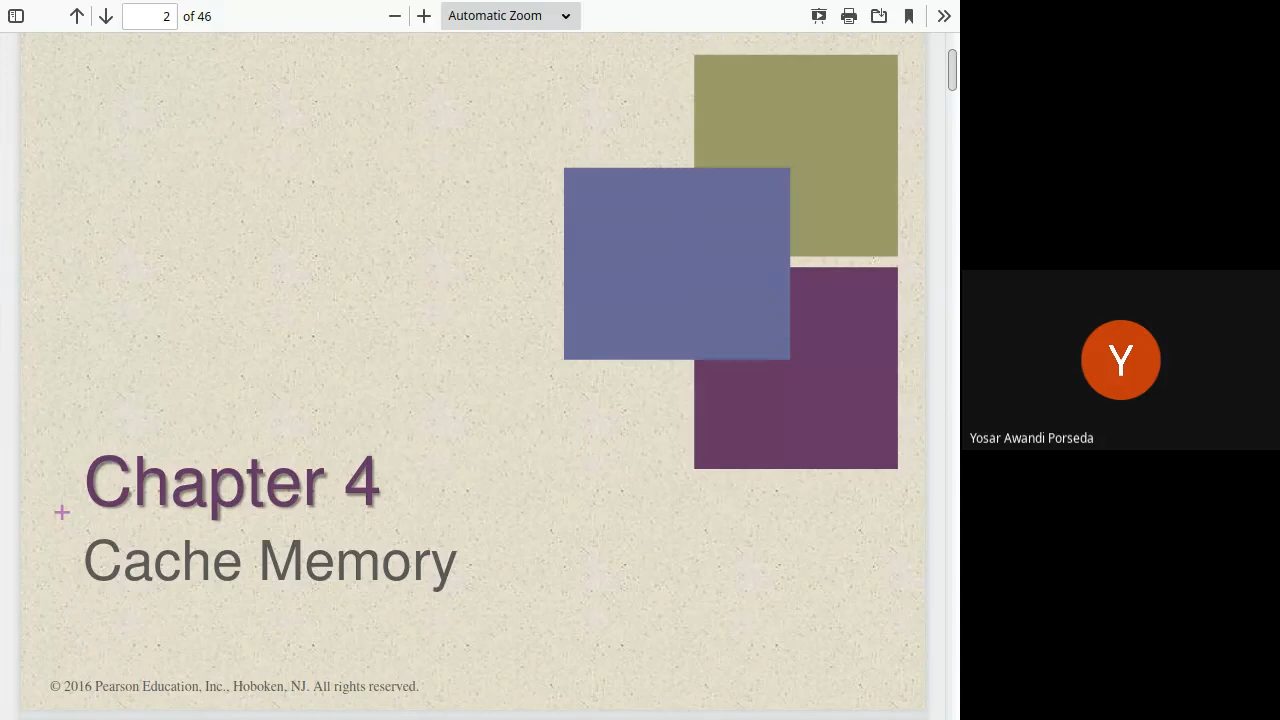 2 of 46 Automatic Zoom
Chapter 4
+
Cache Memory
© 2016 Pearson Education, Inc., Hoboken, NJ. All rights reserved.
Y
Yosar Awandi Porseda